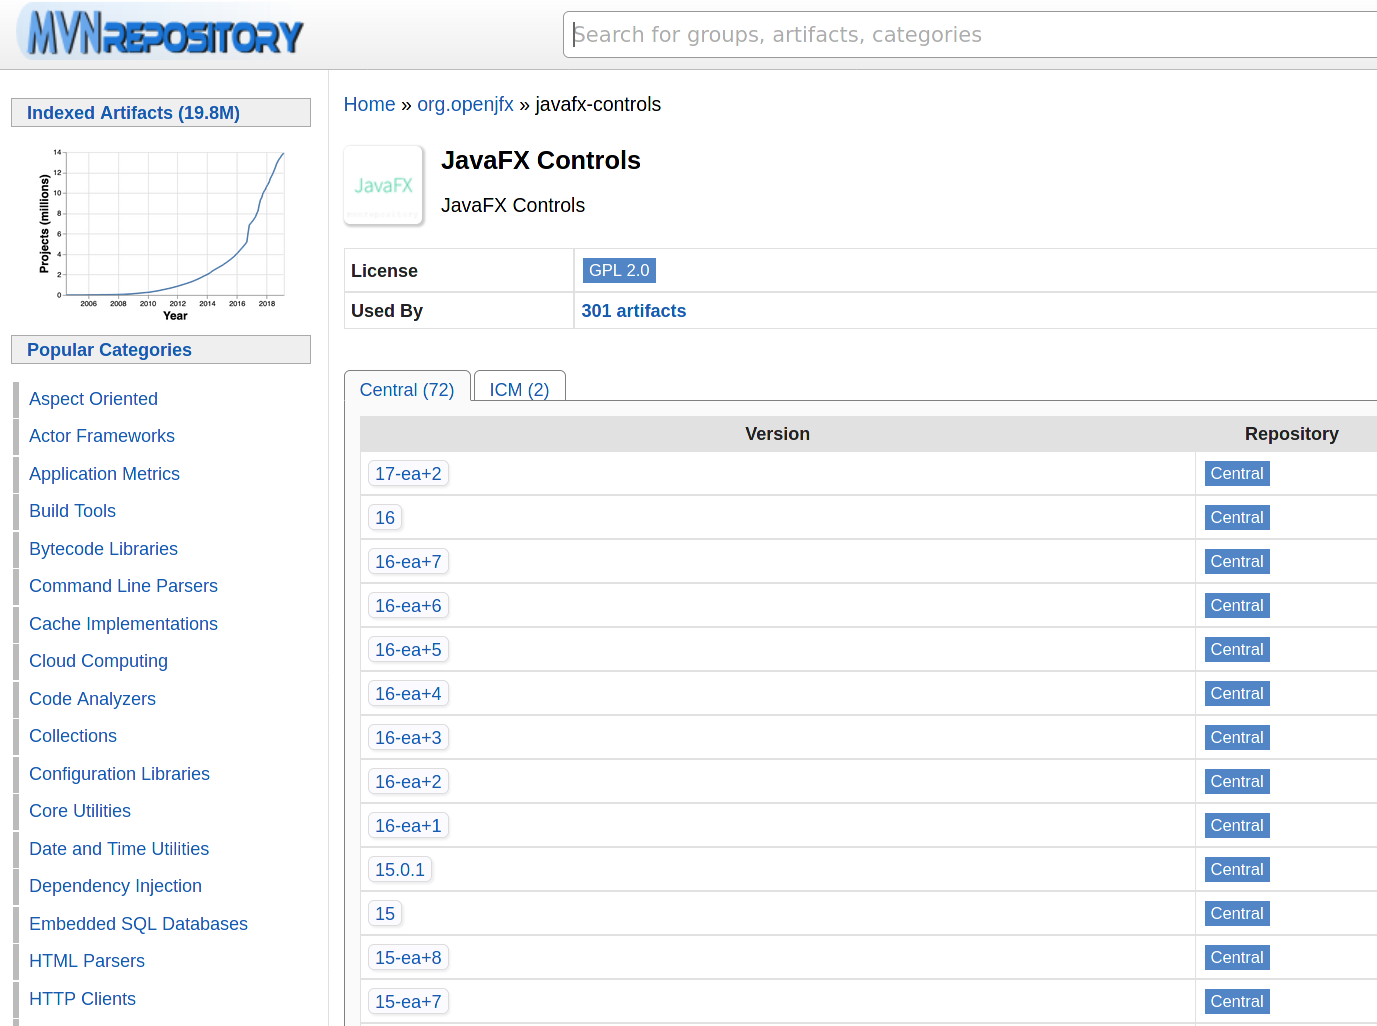 MVNREPOSITORY
Search for groups, artifacts, categories
Indexed Artifacts (19.8M)
Projects (millions)
14
12
10
8
6
4
2
0
2006 2008 2010 2012 2014 2016 2018
Year
Popular Categories
Aspect Oriented
Actor Frameworks
Application Metrics
Build Tools
Bytecode Libraries
Command Line Parsers
Cache Implementations
Cloud Computing
Code Analyzers
Collections
Configuration Libraries
Core Utilities
Date and Time Utilities
Dependency Injection
Embedded SQL Databases
HTML Parsers
HTTP Clients
Home » org.openjfx » javafx-controls
JavaFX
JavaFX Controls
JavaFX Controls
License GPL 2.0
Used By 301 artifacts
Central (72) ICM (2)
Version Repository
17-ea+2 Central
16 Central
16-ea+7 Central
16-ea+6 Central
16-ea+5 Central
16-ea+4 Central
16-ea+3 Central
16-ea+2 Central
16-ea+1 Central
15.0.1 Central
15 Central
15-ea+8 Central
15-ea+7 Central